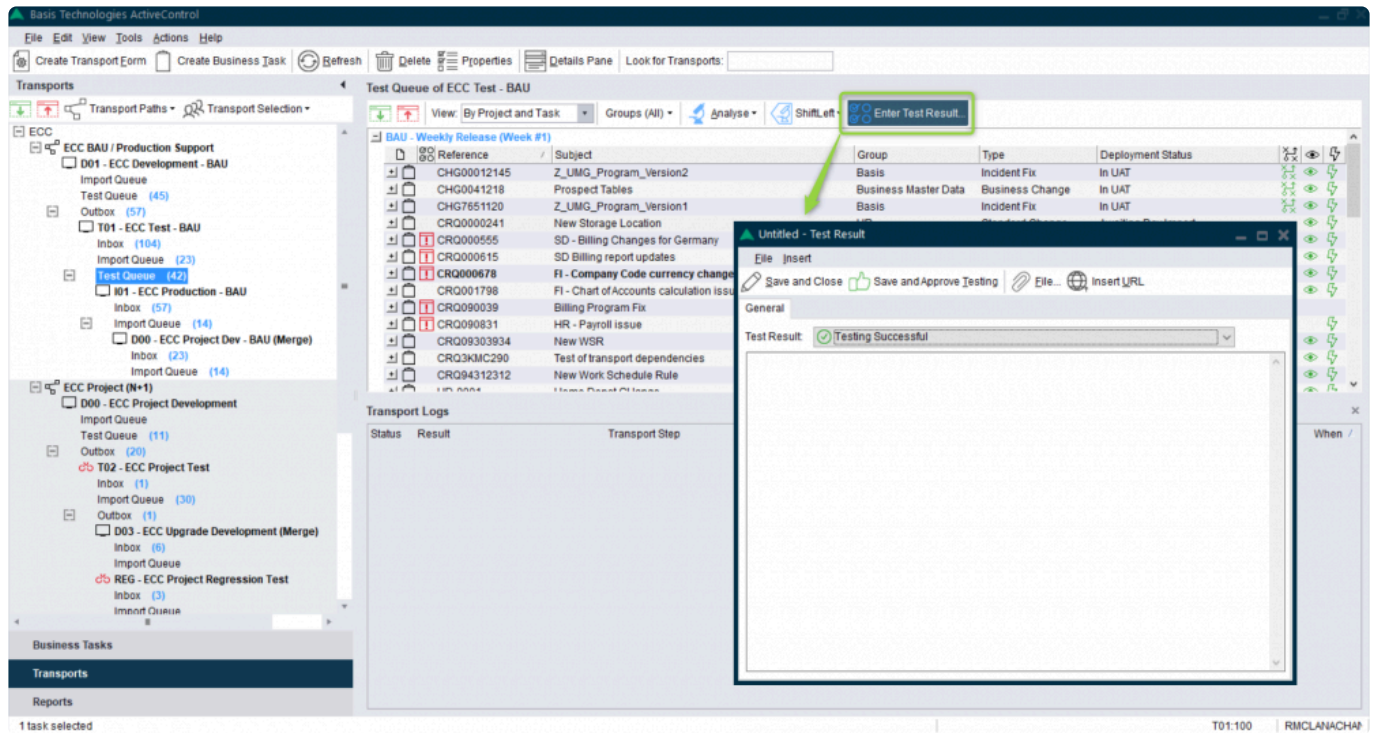 Basis Technologies ActiveControl
File Edit View Tools Actions Help
Create Transport Form Create Business Task Refresh Delete Properties Details Pane Look for Transports:
Transports
Transport Paths Transport Selection
ECC
ECC BAU / Production Support
D01 - ECC Development - BAU
Import Queue
Test Queue (45)
Outbox (57)
T01 - ECC Test - BAU
Inbox (104)
Import Queue (23)
Test Queue (42)
I01 - ECC Production - BAU
Inbox (57)
Import Queue (14)
D00 - ECC Project Dev - BAU (Merge)
Inbox (23)
Import Queue (14)
ECC Project (N+1)
D00 - ECC Project Development
Import Queue
Test Queue (11)
Outbox (20)
T02 - ECC Project Test
Inbox (1)
Import Queue (30)
Outbox (1)
D03 - ECC Upgrade Development (Merge)
Inbox (6)
Import Queue
REG - ECC Project Regression Test
Inbox (3)
Import Queue
Business Tasks
Transports
Reports
Test Queue of ECC Test - BAU
View: By Project and Task Groups (All) Analyse ShiftLeft Enter Test Result...
BAU - Weekly Release (Week #1)
Reference / Subject Group Type Deployment Status
CHG00012145 Z_UMG_Program_Version2 Basis Incident Fix In UAT
CHG0041218 Prospect Tables Business Master Data Business Change In UAT
CHG7651120 Z_UMG_Program_Version1 Basis Incident Fix In UAT
CRQ0000241 New Storage Location
CRQ000555 SD - Billing Changes for Germany
CRQ000615 SD Billing report updates
CRQ000678 FI - Company Code currency change
CRQ001798 FI - Chart of Accounts calculation issu
CRQ090039 Billing Program Fix
CRQ090831 HR - Payroll issue
CRQ09303934 New WSR
CRQ3KMC290 Test of transport dependencies
CRQ94312312 New Work Schedule Rule
Transport Logs
Status Result Transport Step When /
Untitled - Test Result
File Insert
Save and Close Save and Approve Testing File... Insert URL
General
Test Result: Testing Successful
1 task selected T01:100 RMCLANACHAN